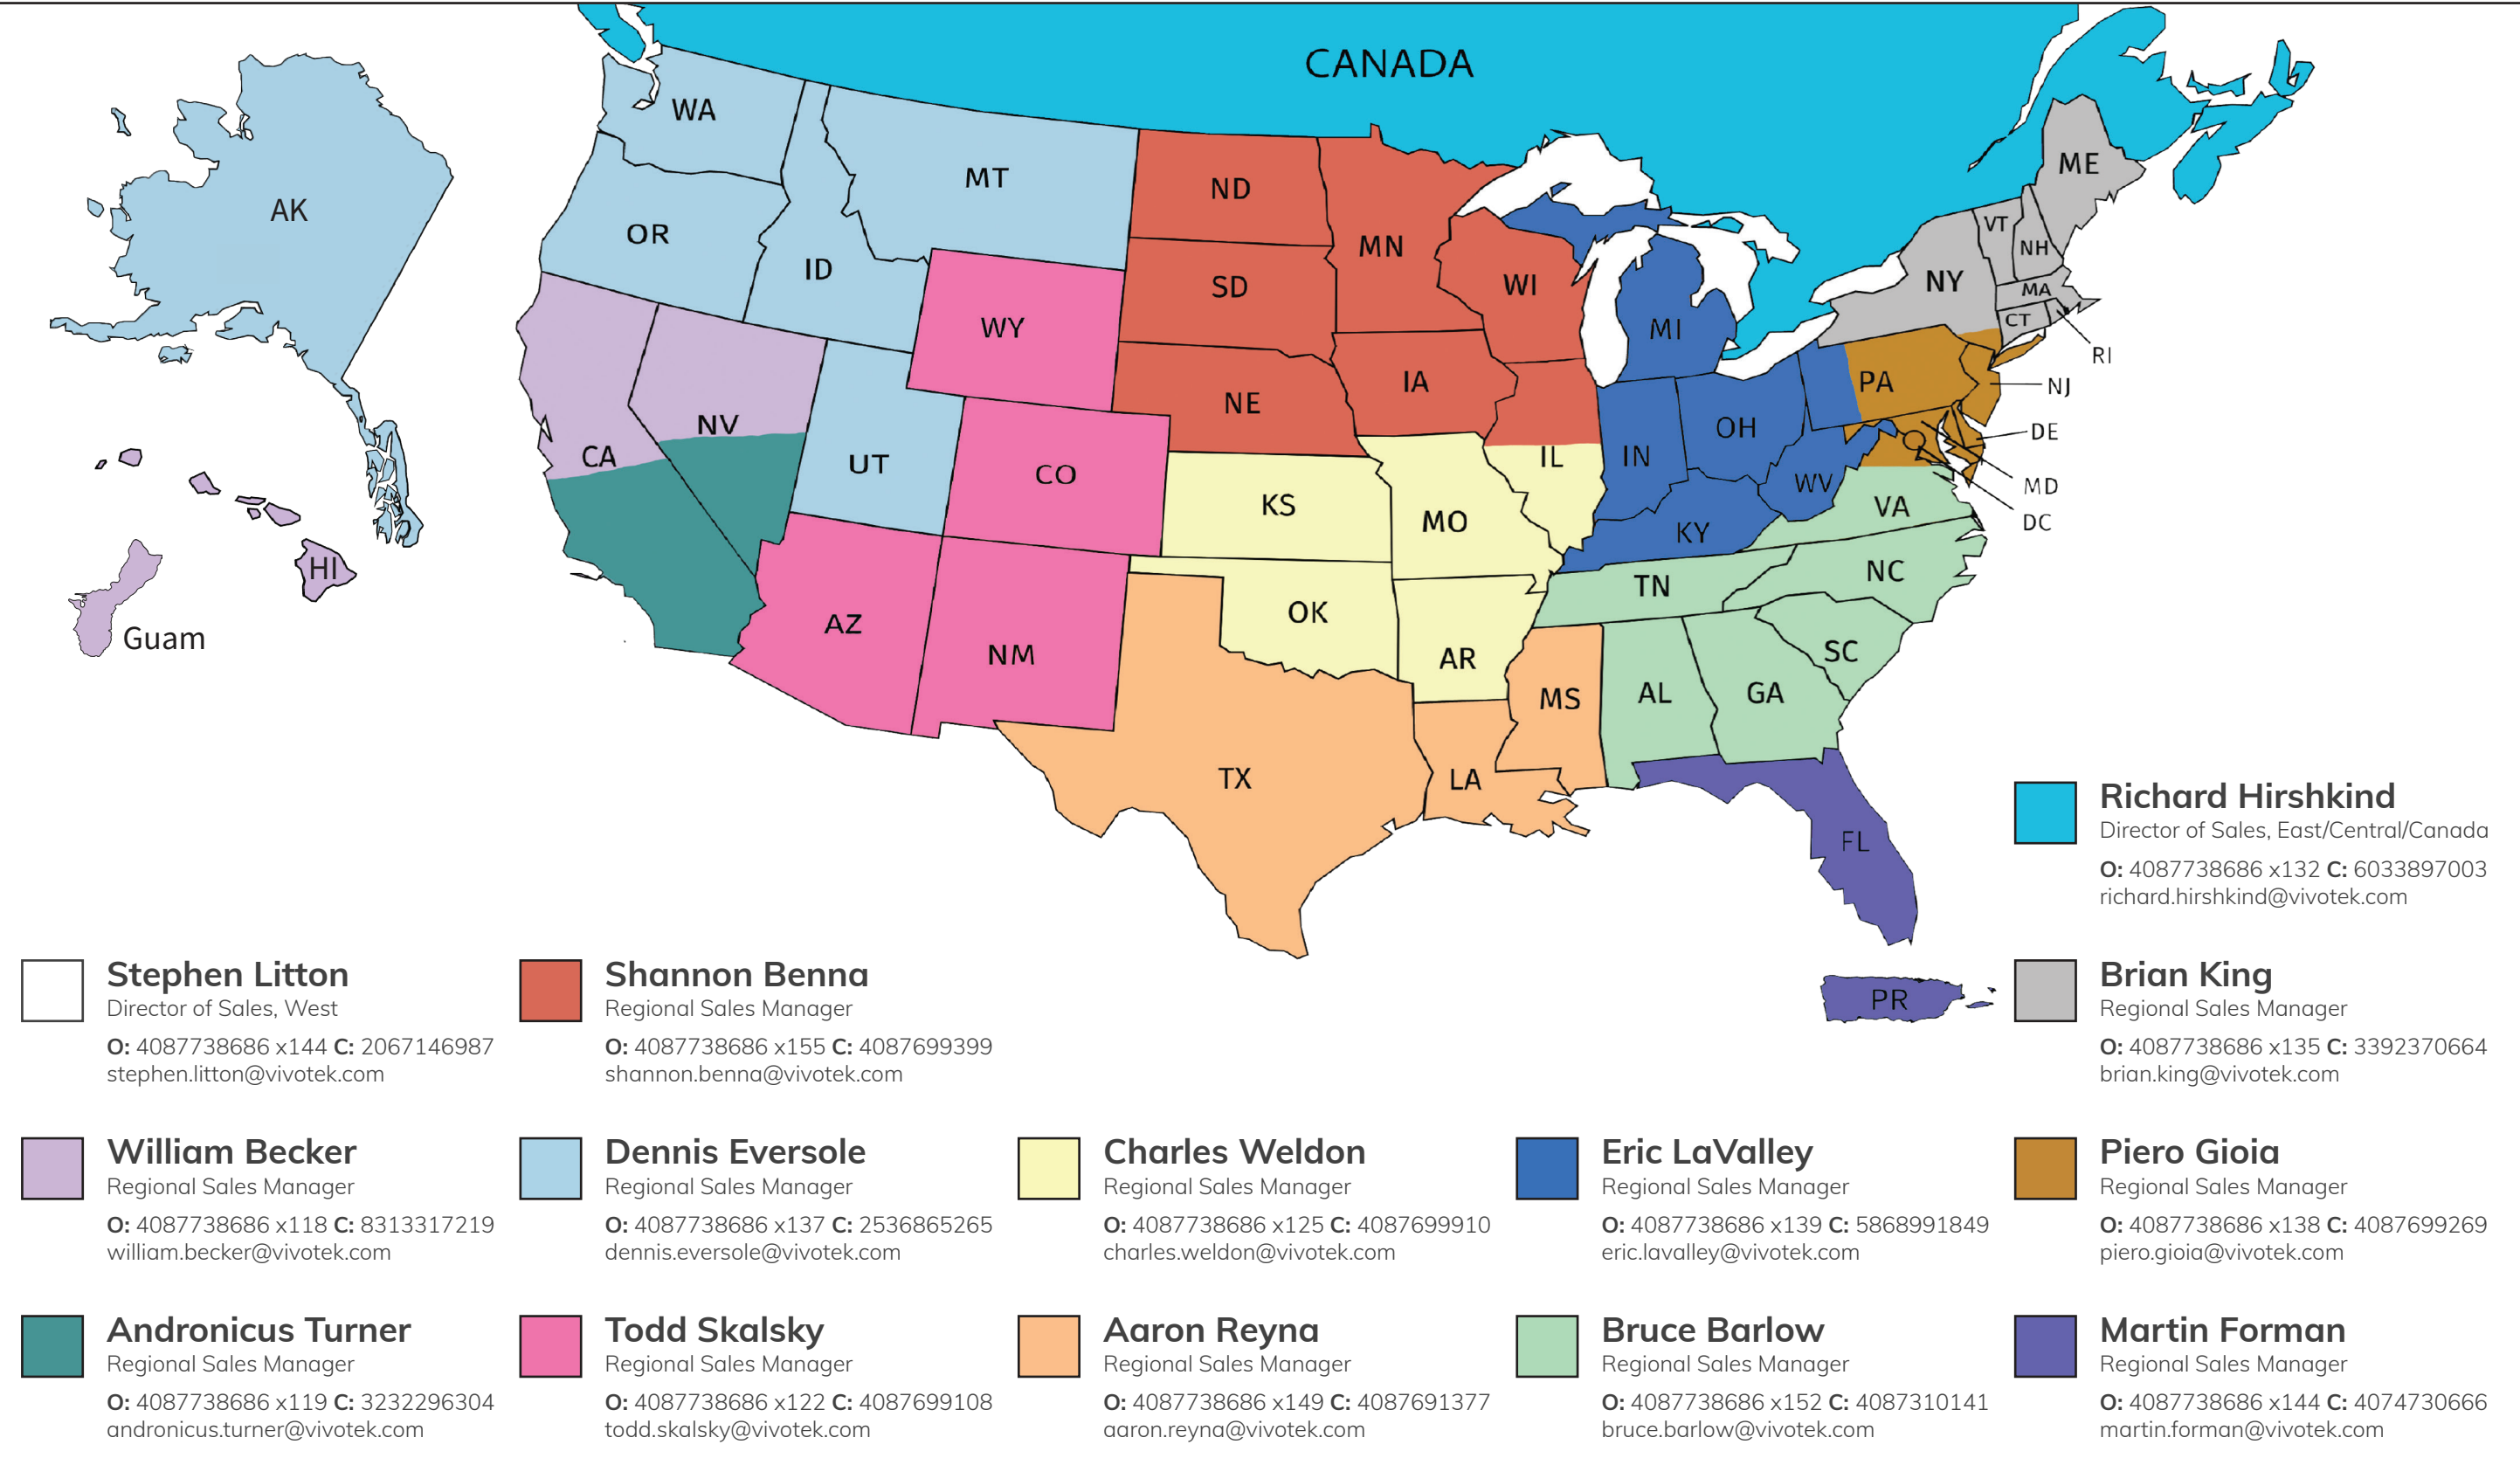 CANADA
WA
MT
ND
ME
AK
OR
MN
VT
NH
ID
SD
WI
NY
MA
WY
MI
CT
RI
NE
IA
PA
NJ
NV
OH
DE
CA
UT
CO
IL
IN
MD
WV
KS
VA
MO
DC
KY
HI
NC
TN
OK
AZ
Guam
NM
AR
SC
MS
AL
GA
TX
LA
FL
PR
Richard Hirshkind
Director of Sales, East/Central/Canada
O: 4087738686 x132 C: 6033897003
richard.hirshkind@vivotek.com
Stephen Litton
Director of Sales, West
O: 4087738686 x144 C: 2067146987
stephen.litton@vivotek.com
Shannon Benna
Regional Sales Manager
O: 4087738686 x155 C: 4087699399
shannon.benna@vivotek.com
Brian King
Regional Sales Manager
O: 4087738686 x135 C: 3392370664
brian.king@vivotek.com
William Becker
Regional Sales Manager
O: 4087738686 x118 C: 8313317219
william.becker@vivotek.com
Dennis Eversole
Regional Sales Manager
O: 4087738686 x137 C: 2536865265
dennis.eversole@vivotek.com
Charles Weldon
Regional Sales Manager
O: 4087738686 x125 C: 4087699910
charles.weldon@vivotek.com
Eric LaValley
Regional Sales Manager
O: 4087738686 x139 C: 5868991849
eric.lavalley@vivotek.com
Piero Gioia
Regional Sales Manager
O: 4087738686 x138 C: 4087699269
piero.gioia@vivotek.com
Andronicus Turner
Regional Sales Manager
O: 4087738686 x119 C: 3232296304
andronicus.turner@vivotek.com
Todd Skalsky
Regional Sales Manager
O: 4087738686 x122 C: 4087699108
todd.skalsky@vivotek.com
Aaron Reyna
Regional Sales Manager
O: 4087738686 x149 C: 4087691377
aaron.reyna@vivotek.com
Bruce Barlow
Regional Sales Manager
O: 4087738686 x152 C: 4087310141
bruce.barlow@vivotek.com
Martin Forman
Regional Sales Manager
O: 4087738686 x144 C: 4074730666
martin.forman@vivotek.com